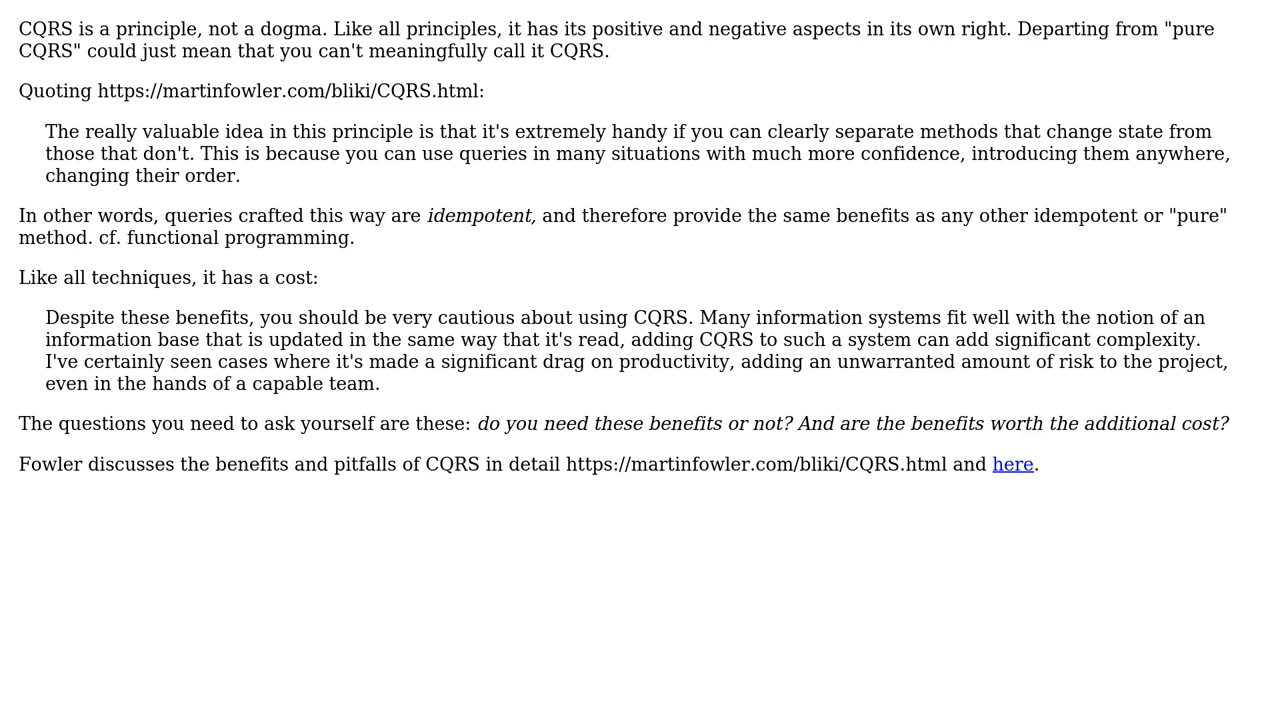 CQRS is a principle, not a dogma. Like all principles, it has its positive and negative aspects in its own right. Departing from "pure
CQRS" could just mean that you can't meaningfully call it CQRS.
Quoting https://martinfowler.com/bliki/CQRS.html:
The really valuable idea in this principle is that it's extremely handy if you can clearly separate methods that change state from
those that don't. This is because you can use queries in many situations with much more confidence, introducing them anywhere,
changing their order.
In other words, queries crafted this way are idempotent, and therefore provide the same benefits as any other idempotent or "pure"
method. cf. functional programming.
Like all techniques, it has a cost:
Despite these benefits, you should be very cautious about using CQRS. Many information systems fit well with the notion of an
information base that is updated in the same way that it's read, adding CQRS to such a system can add significant complexity.
I've certainly seen cases where it's made a significant drag on productivity, adding an unwarranted amount of risk to the project,
even in the hands of a capable team.
The questions you need to ask yourself are these: do you need these benefits or not? And are the benefits worth the additional cost?
Fowler discusses the benefits and pitfalls of CQRS in detail https://martinfowler.com/bliki/CQRS.html and here.